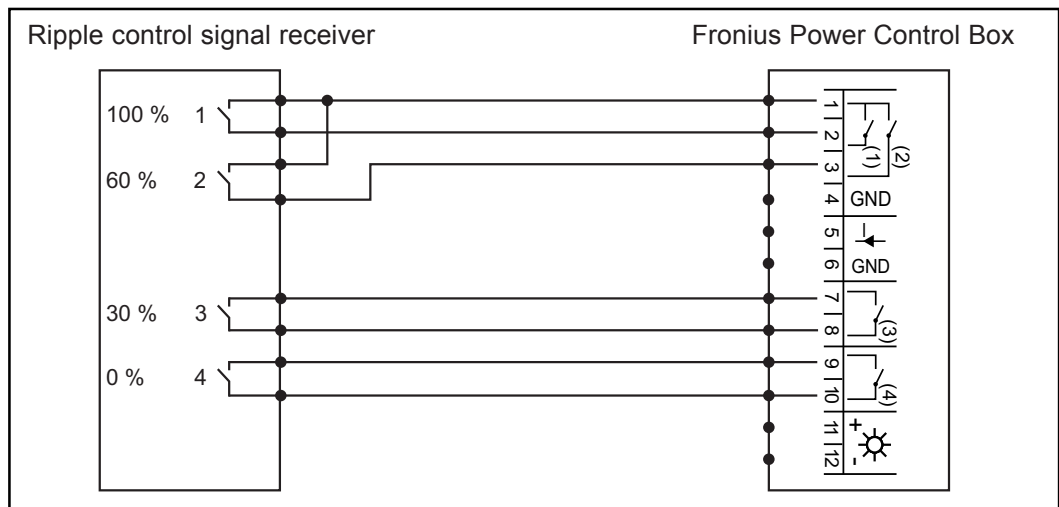 Ripple control signal receiver
Fronius Power Control Box
100 % 1
60 % 2
30 % 3
0 % 4
1
2
3
4 GND
5
6 GND
7
8
9
10
11 +
12 -
(1)
(2)
(3)
(4)